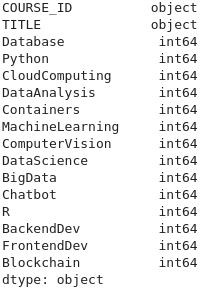 COURSE_ID object
TITLE object
Database int64
Python int64
CloudComputing int64
DataAnalysis int64
Containers int64
MachineLearning int64
ComputerVision int64
DataScience int64
BigData int64
Chatbot int64
R int64
BackendDev int64
FrontendDev int64
Blockchain int64
dtype: object